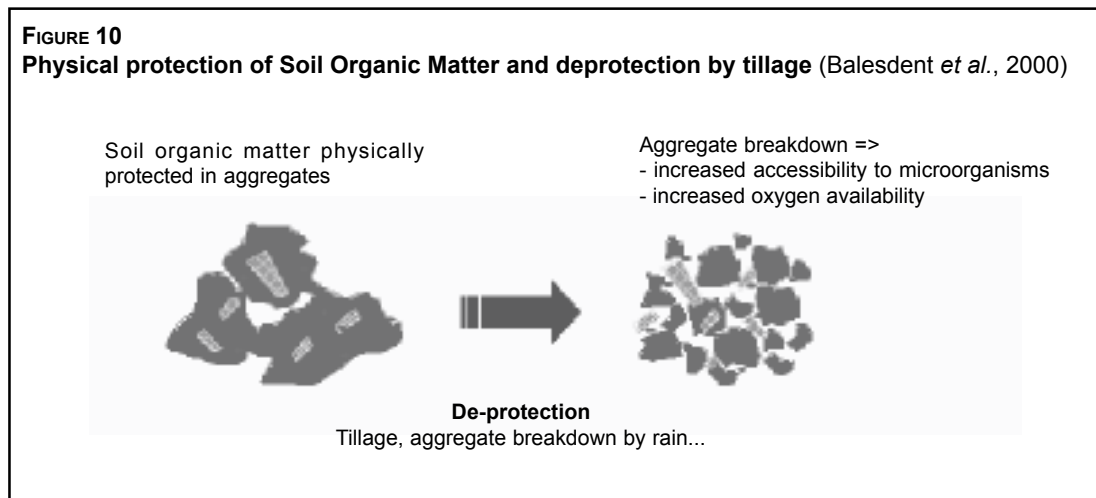 FIGURE 10
Physical protection of Soil Organic Matter and deprotection by tillage (Balesdent et al., 2000)
Soil organic matter physically
protected in aggregates
Aggregate breakdown =>
- increased accessibility to microorganisms
- increased oxygen availability
De-protection
Tillage, aggregate breakdown by rain...